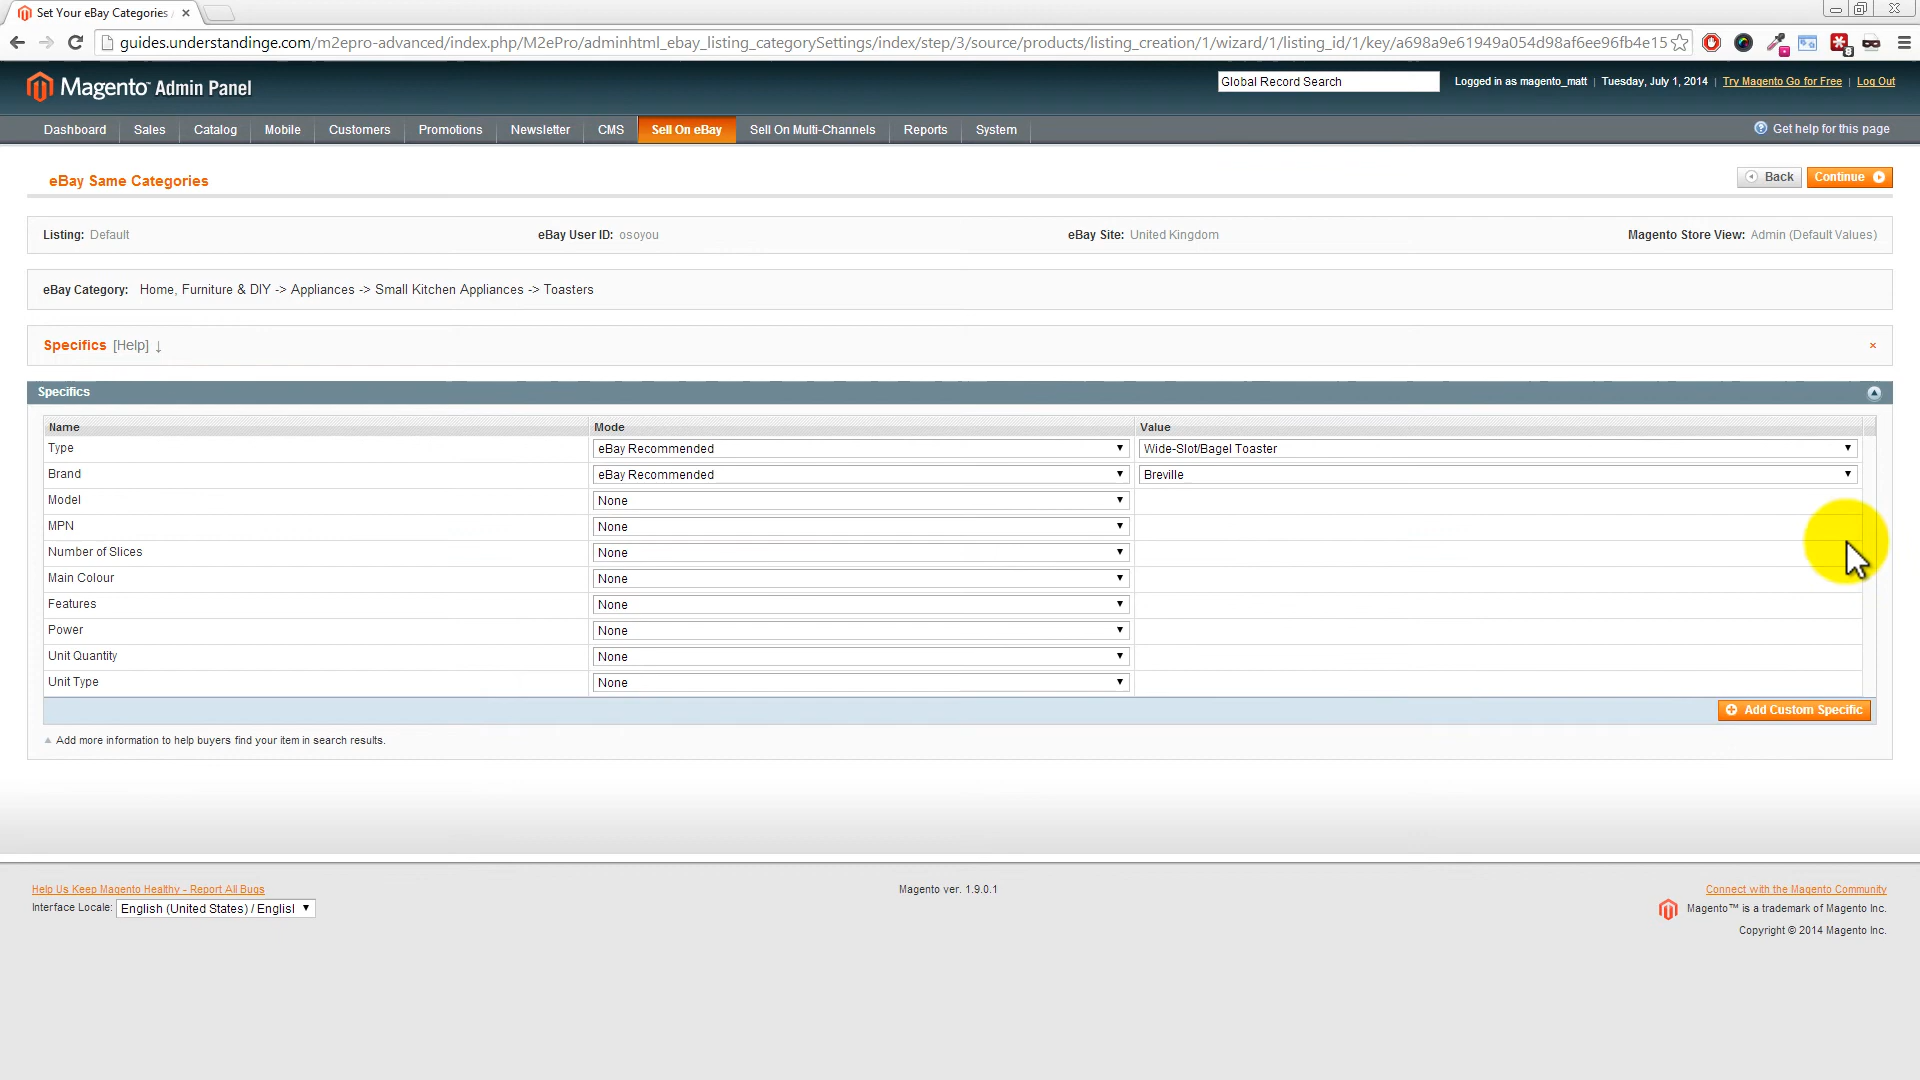 Set Your eBay Categories
guides.understandinge.com/m2epro-advanced/index.php/M2ePro/adminhtml_ebay_listing_categorySettings/index/step/3/source/products/listing_creation/1/wizard/1/listing_id/1/key/a698a9e61949a054d98af6ee96fb4e15
8
Magento™ Admin Panel
Global Record Search
Logged in as magento_matt | Tuesday, July 1, 2014 | Try Magento Go for Free | Log Out
Dashboard Sales Catalog Mobile Customers Promotions Newsletter CMS Sell On eBay Sell On Multi-Channels Reports System
Get help for this page
eBay Same Categories
Back Continue
Listing: Default eBay User ID: osoyou eBay Site: United Kingdom Magento Store View: Admin (Default Values)
eBay Category: Home, Furniture & DIY -> Appliances -> Small Kitchen Appliances -> Toasters
Specifics [Help] ↓
Specifics
Name Mode Value
Type eBay Recommended Wide-Slot/Bagel Toaster
Brand eBay Recommended Breville
Model None
MPN None
Number of Slices None
Main Colour None
Features None
Power None
Unit Quantity None
Unit Type None
Add Custom Specific
Add more information to help buyers find your item in search results.
Help Us Keep Magento Healthy - Report All Bugs
Magento ver. 1.9.0.1
Connect with the Magento Community
Interface Locale: English (United States) / Englisl
Magento™ is a trademark of Magento Inc.
Copyright © 2014 Magento Inc.